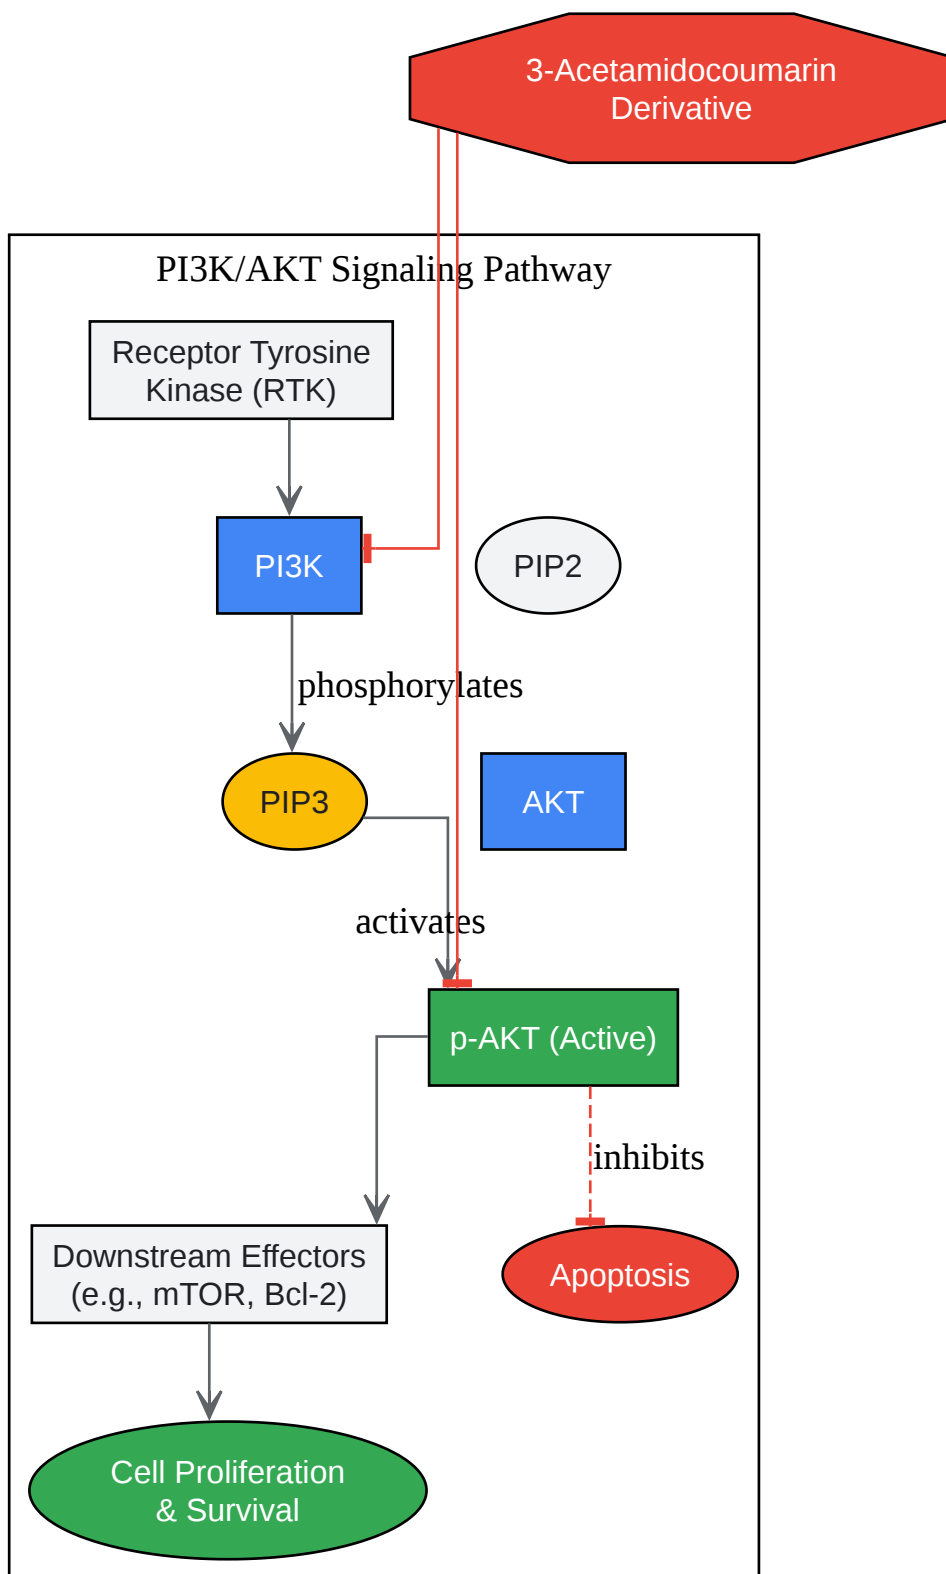 3-Acetamidocoumarin
Derivative
PI3K/AKT Signaling Pathway
Receptor Tyrosine
Kinase (RTK)
PI3K
PIP2
phosphorylates
PIP3
AKT
activates
p-AKT (Active)
inhibits
Downstream Effectors
(e.g., mTOR, Bcl-2)
Apoptosis
Cell Proliferation
& Survival